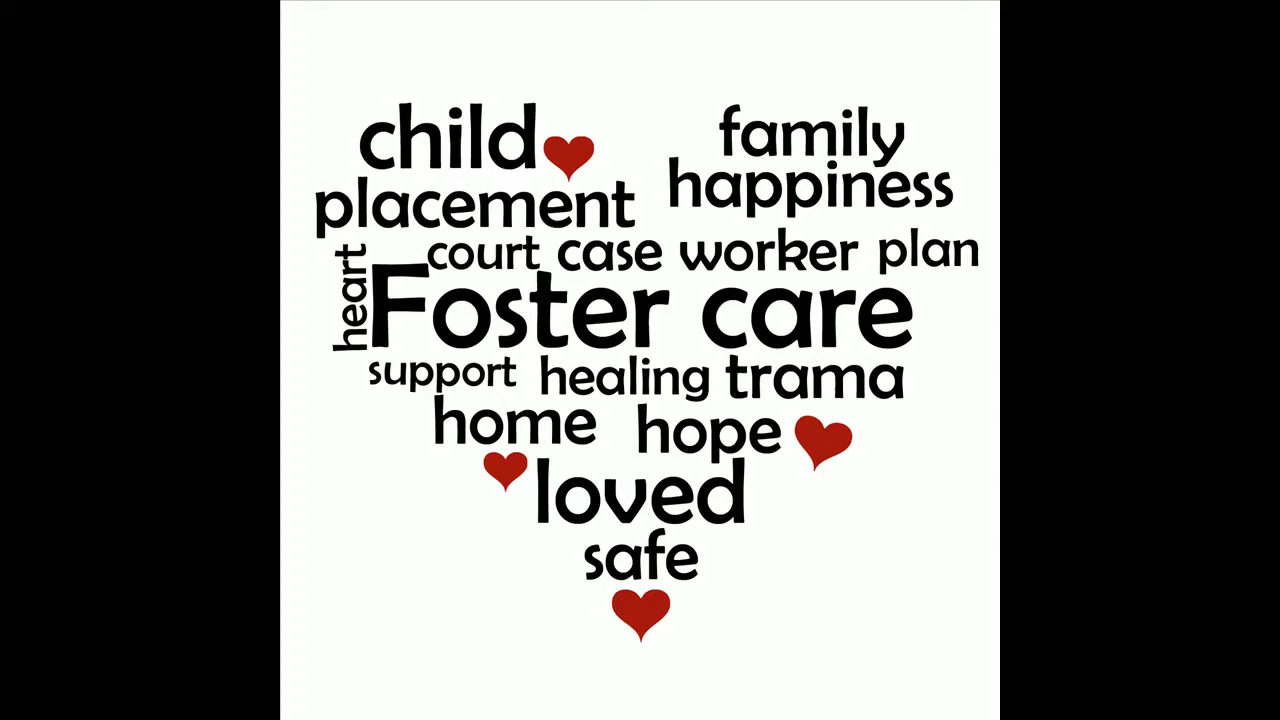 child family
placement happiness
court case worker plan
heart
Foster care
support healing trama
home hope
loved
safe